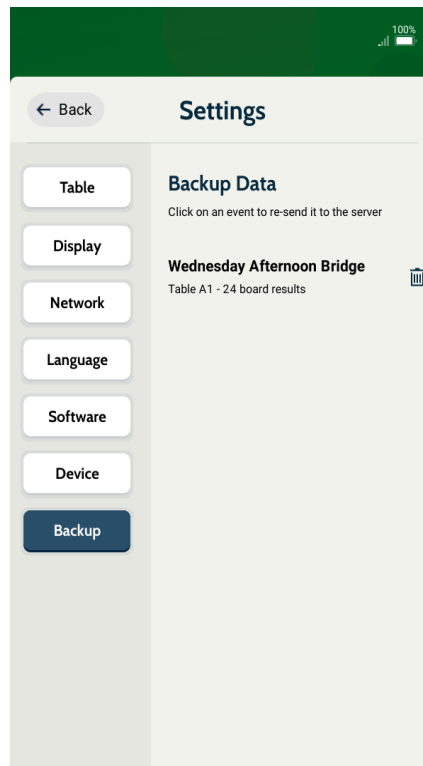 100%
Back
Settings
Table
Display
Network
Language
Software
Device
Backup
Backup Data
Click on an event to re-send it to the server
Wednesday Afternoon Bridge
Table A1 - 24 board results